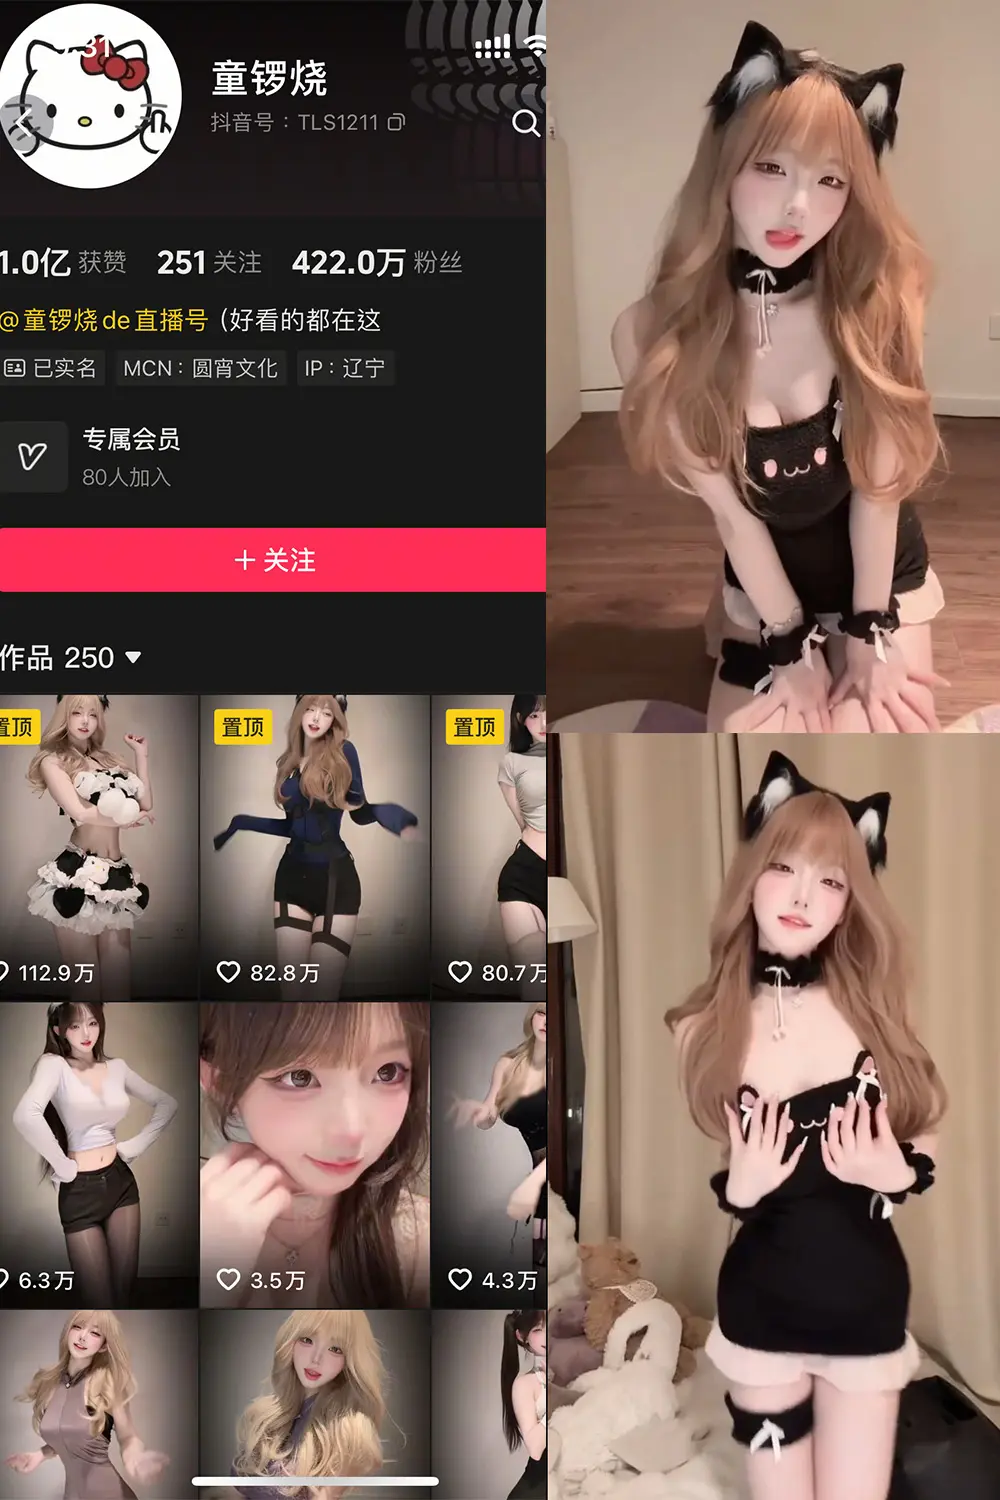 7:31
童锣烧
抖音号：TLS1211
1.0亿 获赞 251 关注 422.0万 粉丝
@童锣烧de直播号（好看的都在这
已实名 MCN：圆宵文化 IP：辽宁
专属会员
80人加入
+ 关注
作品 250
置顶 置顶 置顶
112.9万 82.8万 80.7万
6.3万 3.5万 4.3万